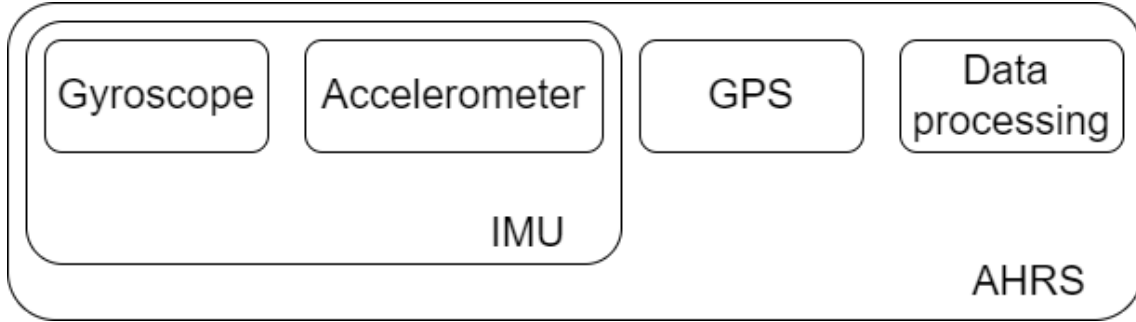 Gyroscope
Accelerometer
GPS
Data
processing
IMU
AHRS